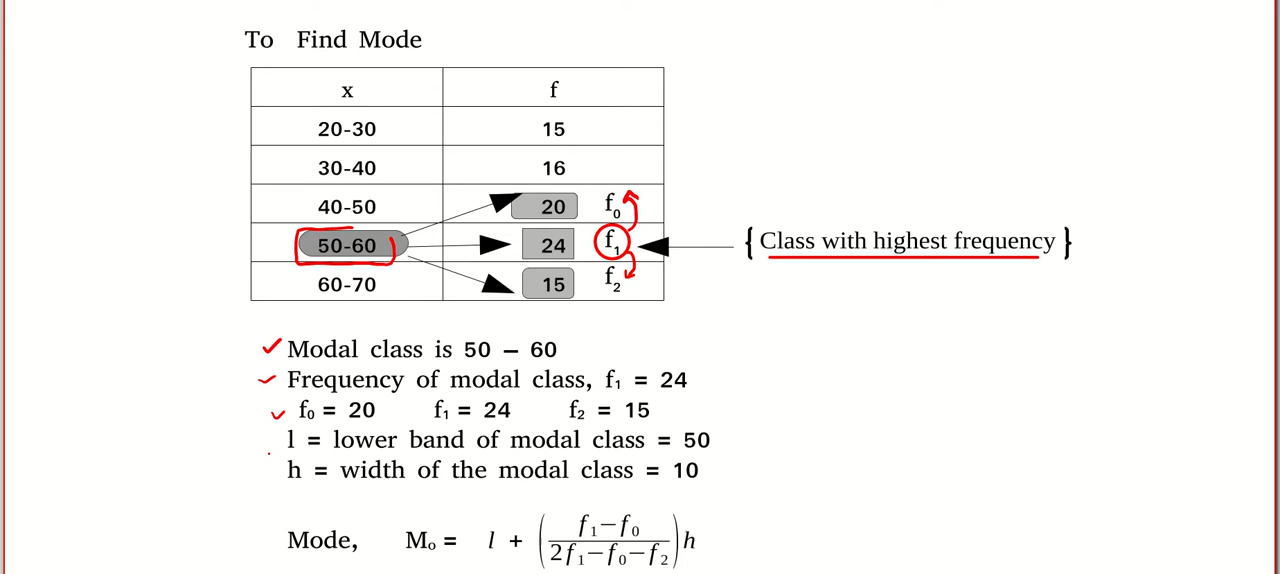 To Find Mode
x f
20-30 15
30-40 16
40-50 20 f₀
50-60 24 f₁ { Class with highest frequency }
60-70 15 f₂
Modal class is 50 – 60
Frequency of modal class, f₁ = 24
f₀ = 20 f₁ = 24 f₂ = 15
l = lower band of modal class = 50
h = width of the modal class = 10
Mode, Mₒ = l + ( f₁−f₀ / 2f₁−f₀−f₂ ) h